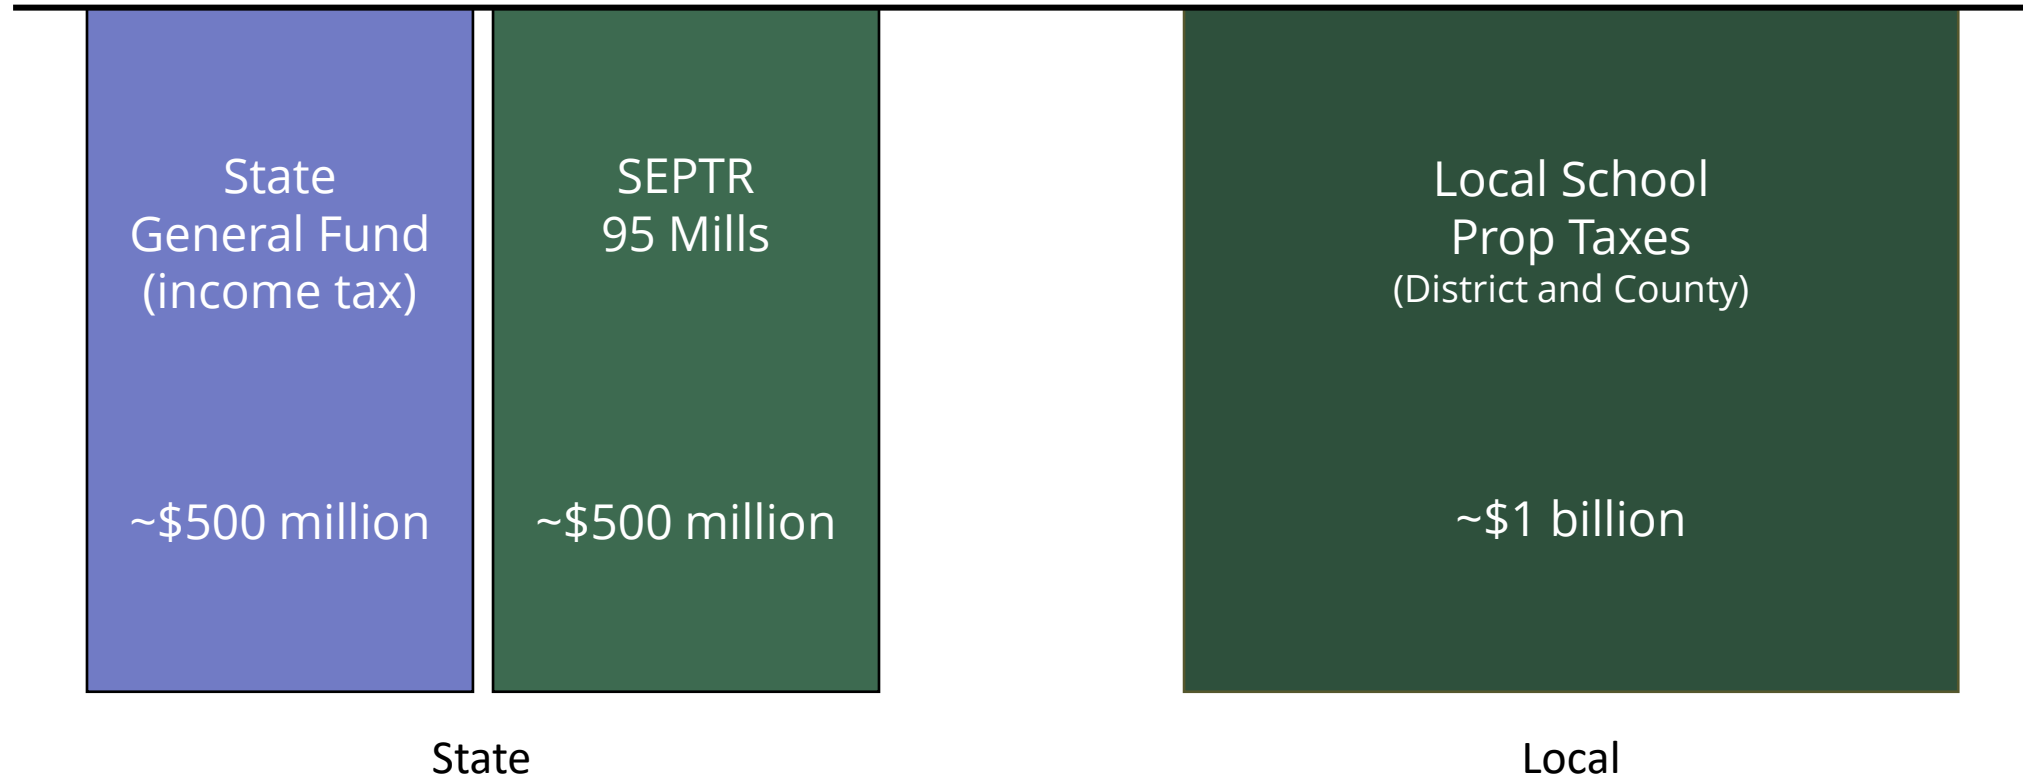 State
General Fund
(income tax)
~$500 million
SEPTR
95 Mills
~$500 million
Local School
Prop Taxes
(District and County)
~$1 billion
State
Local